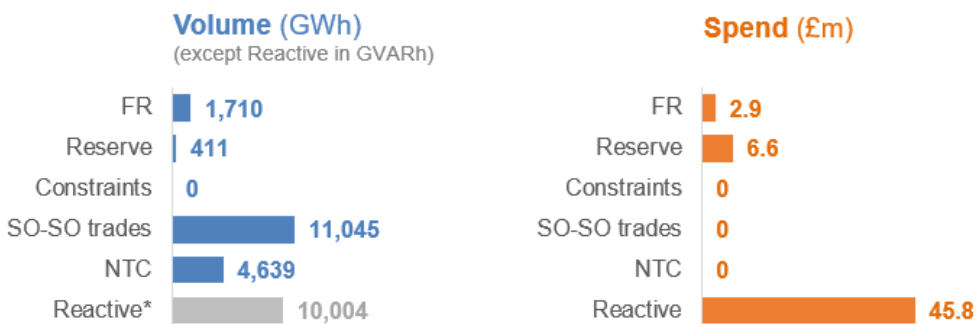 Volume (GWh)
(except Reactive in GVARh)
FR 1,710
Reserve 411
Constraints 0
SO-SO trades 11,045
NTC 4,639
Reactive* 10,004
Spend (£m)
FR 2.9
Reserve 6.6
Constraints 0
SO-SO trades 0
NTC 0
Reactive 45.8